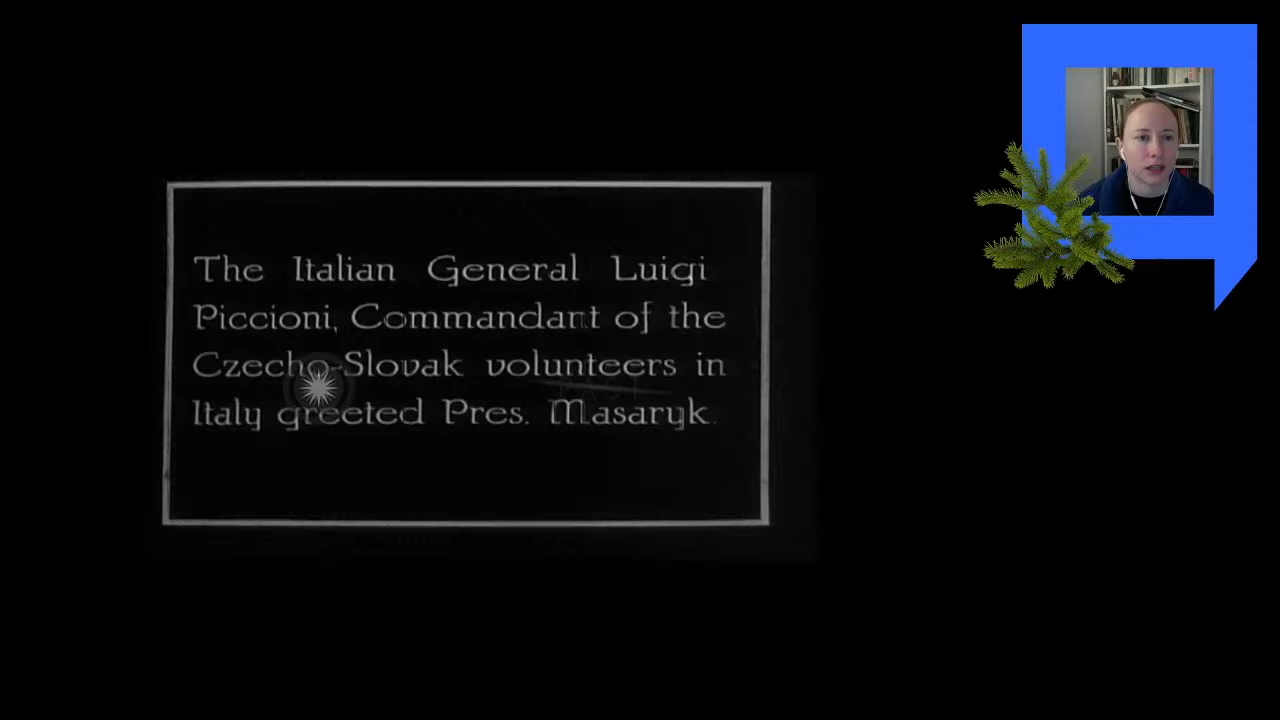 The Italian General Luigi
Piccioni, Commandant of the
Czecho-Slovak volunteers in
Italy greeted Pres. Masaryk.